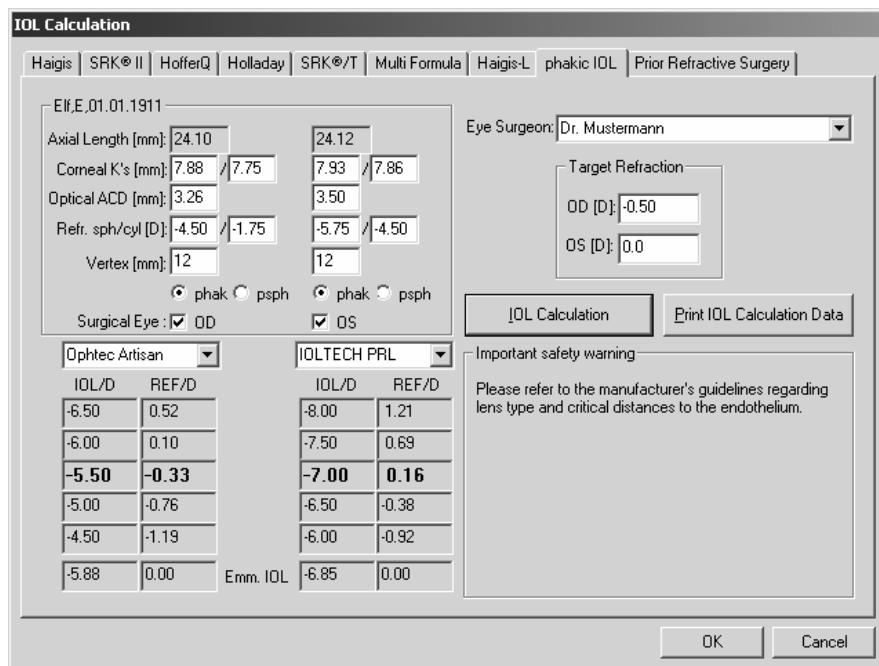 IOL Calculation
Haigis SRK® II HofferQ Holladay SRK®/T Multi Formula Haigis-L phakic IOL Prior Refractive Surgery
Elf,E,01.01.1911
Axial Length [mm]: 24.10 24.12
Corneal K's [mm]: 7.88 / 7.75 7.93 / 7.86
Optical ACD [mm]: 3.26 3.50
Refr. sph/cyl [D]: -4.50 / -1.75 -5.75 / -4.50
Vertex [mm]: 12 12
phak psph phak psph
Surgical Eye : OD OS
Eye Surgeon: Dr. Mustermann
Target Refraction
OD [D]: -0.50
OS [D]: 0.0
IOL Calculation Print IOL Calculation Data
Ophtec Artisan IOLTECH PRL
IOL/D REF/D IOL/D REF/D
-6.50 0.52 -8.00 1.21
-6.00 0.10 -7.50 0.69
-5.50 -0.33 -7.00 0.16
-5.00 -0.76 -6.50 -0.38
-4.50 -1.19 -6.00 -0.92
-5.88 0.00 Emm. IOL -6.85 0.00
Important safety warning
Please refer to the manufacturer's guidelines regarding
lens type and critical distances to the endothelium.
OK Cancel